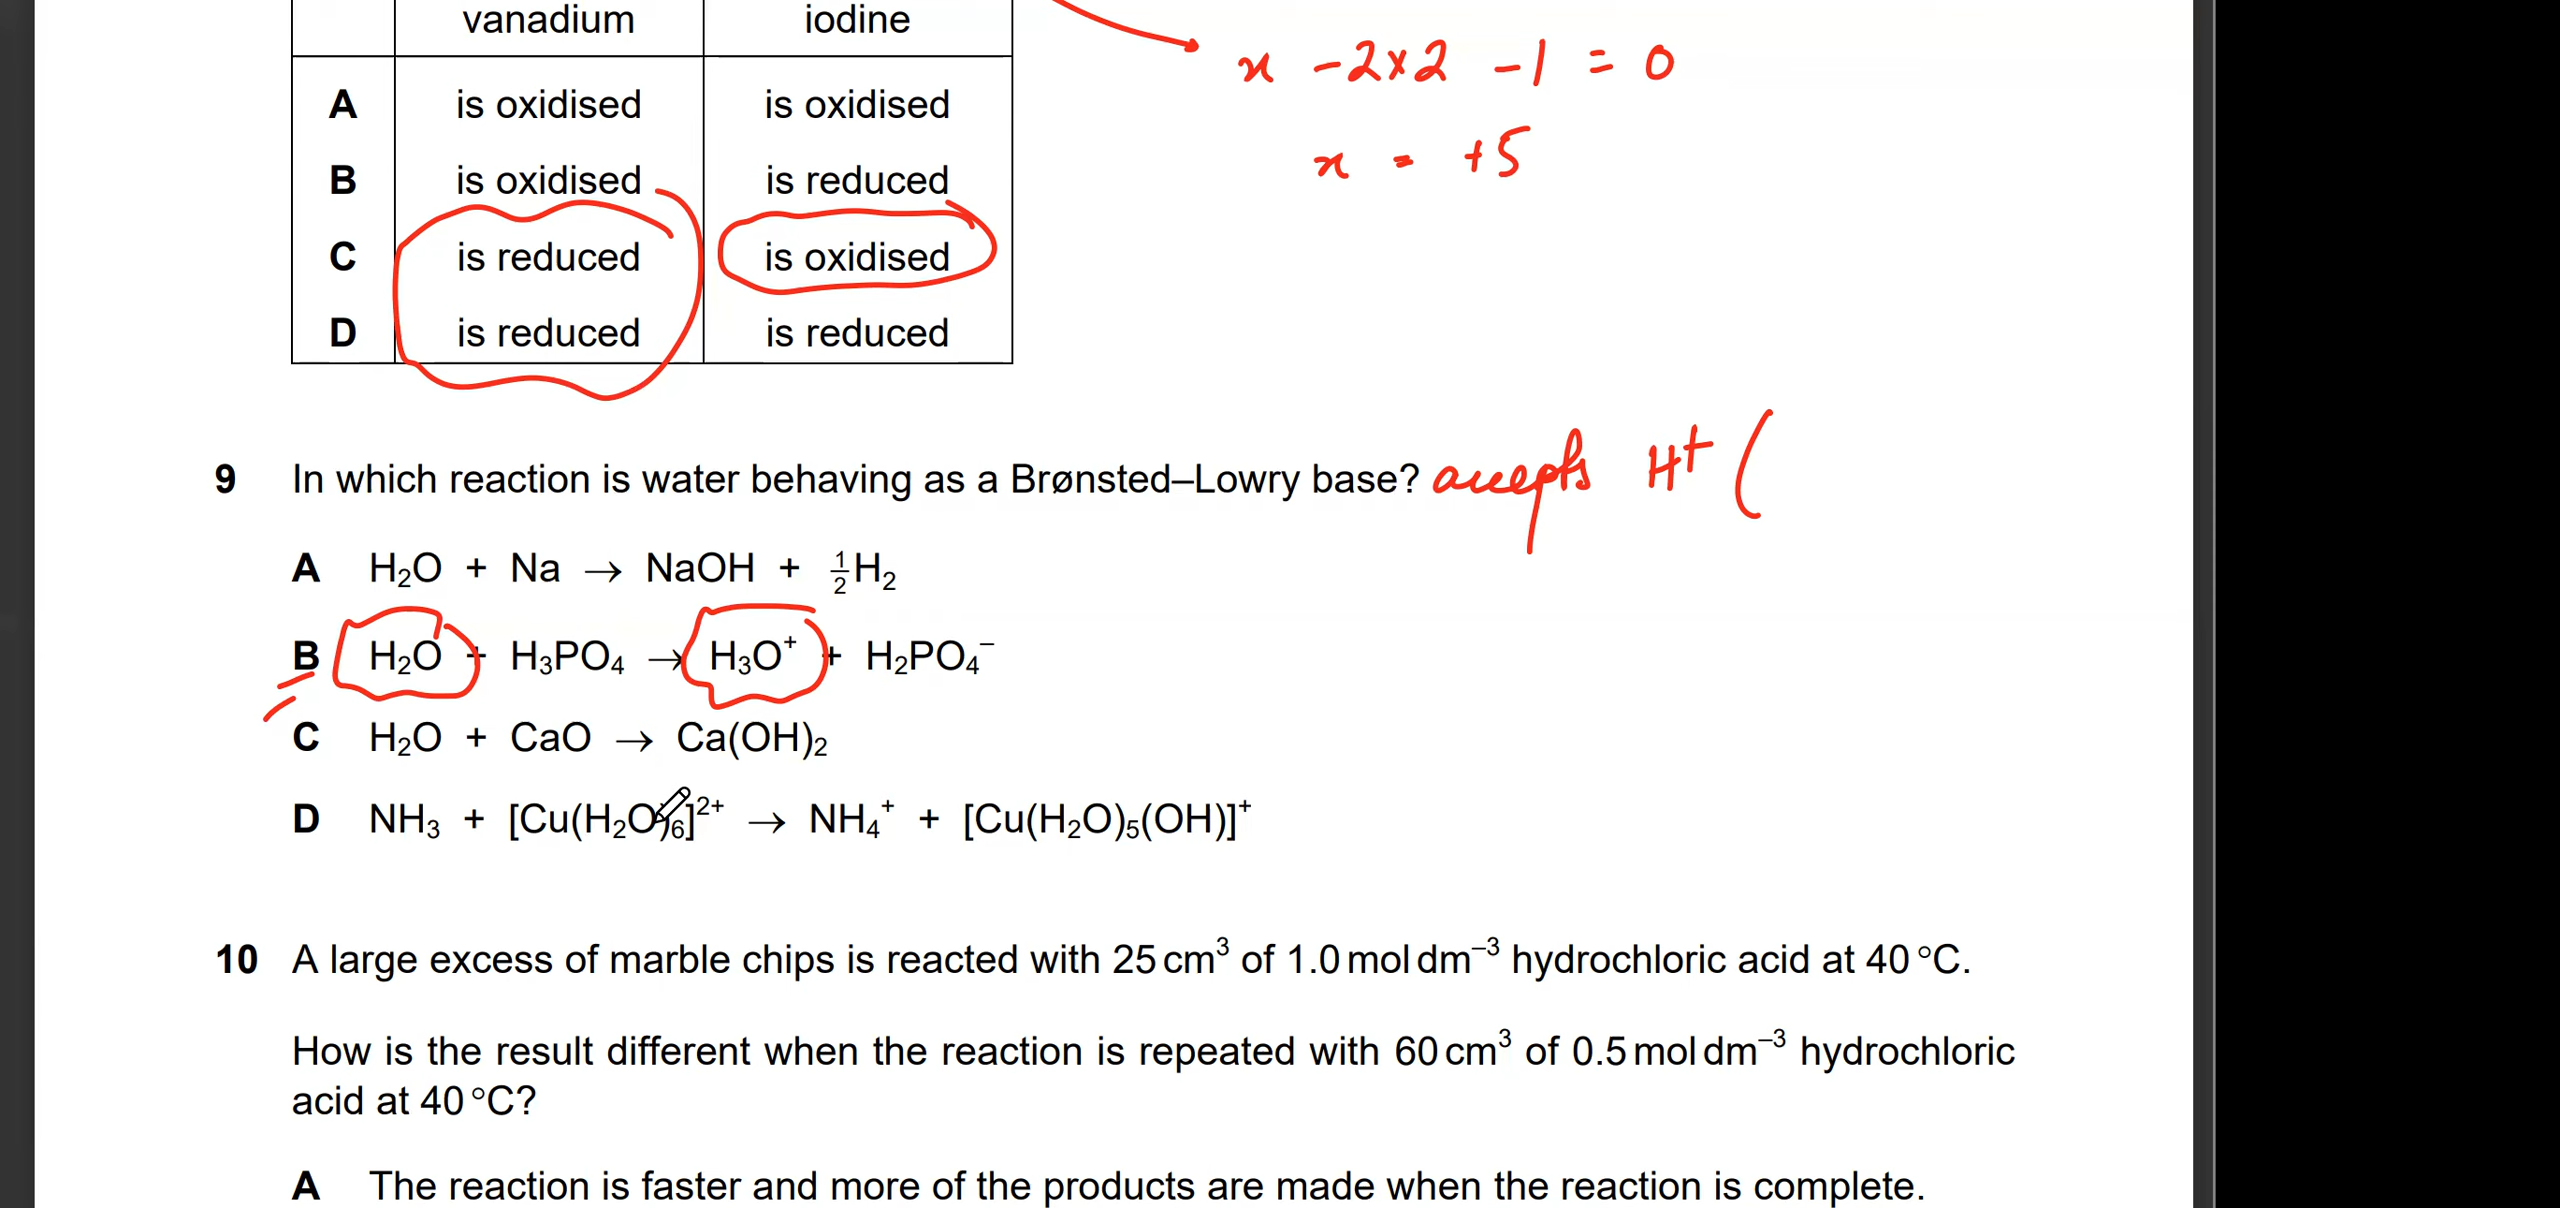 vanadium iodine
x -2×2 -1 = 0
A is oxidised is oxidised
x = +5
B is oxidised is reduced
C is reduced is oxidised
D is reduced is reduced
9 In which reaction is water behaving as a Brønsted–Lowry base? accepts H⁺ (
A H₂O + Na → NaOH + ½H₂
B H₂O + H₃PO₄ → H₃O⁺ + H₂PO₄⁻
C H₂O + CaO → Ca(OH)₂
D NH₃ + [Cu(H₂O)₆]²⁺ → NH₄⁺ + [Cu(H₂O)₅(OH)]⁺
10 A large excess of marble chips is reacted with 25 cm³ of 1.0 mol dm⁻³ hydrochloric acid at 40 °C.
How is the result different when the reaction is repeated with 60 cm³ of 0.5 mol dm⁻³ hydrochloric
acid at 40 °C?
A The reaction is faster and more of the products are made when the reaction is complete.